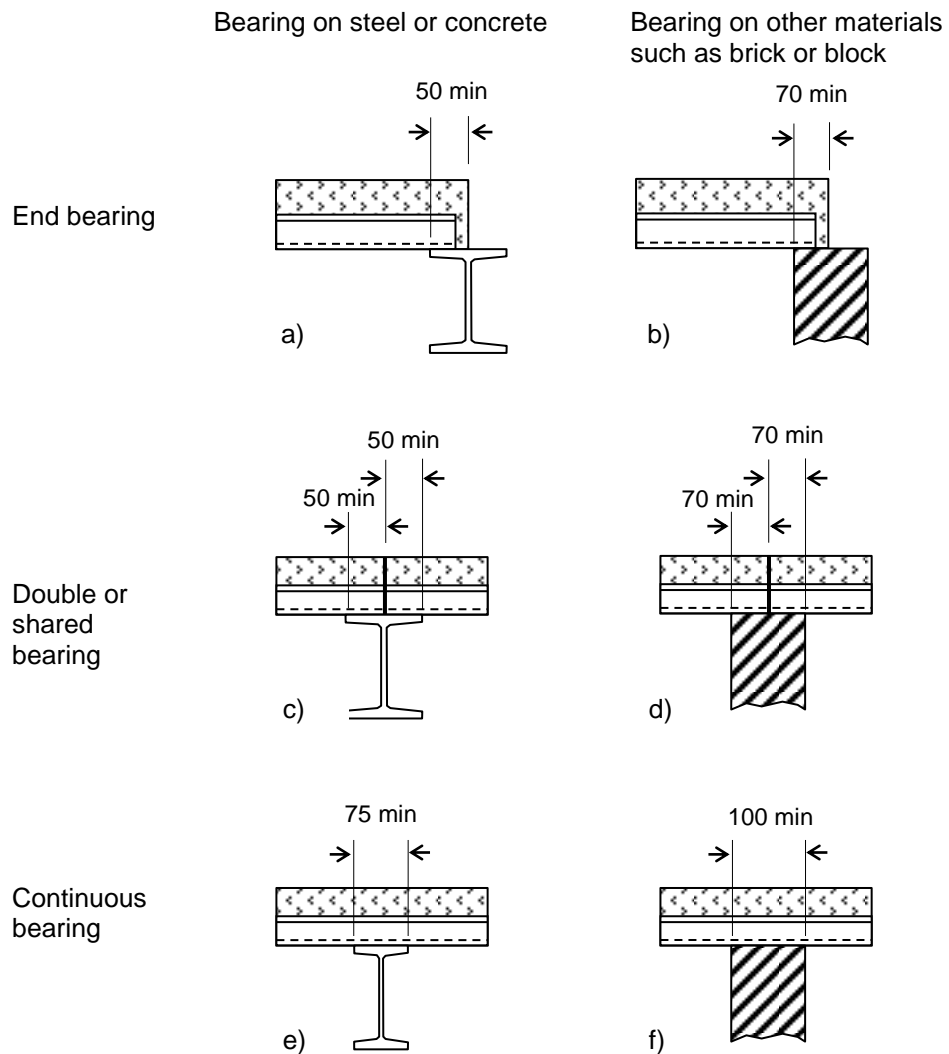 Bearing on steel or concrete
Bearing on other materials
such as brick or block
50 min
70 min
End bearing
a)
b)
50 min
50 min
70 min
70 min
Double or
shared
bearing
c)
d)
75 min
100 min
Continuous
bearing
e)
f)